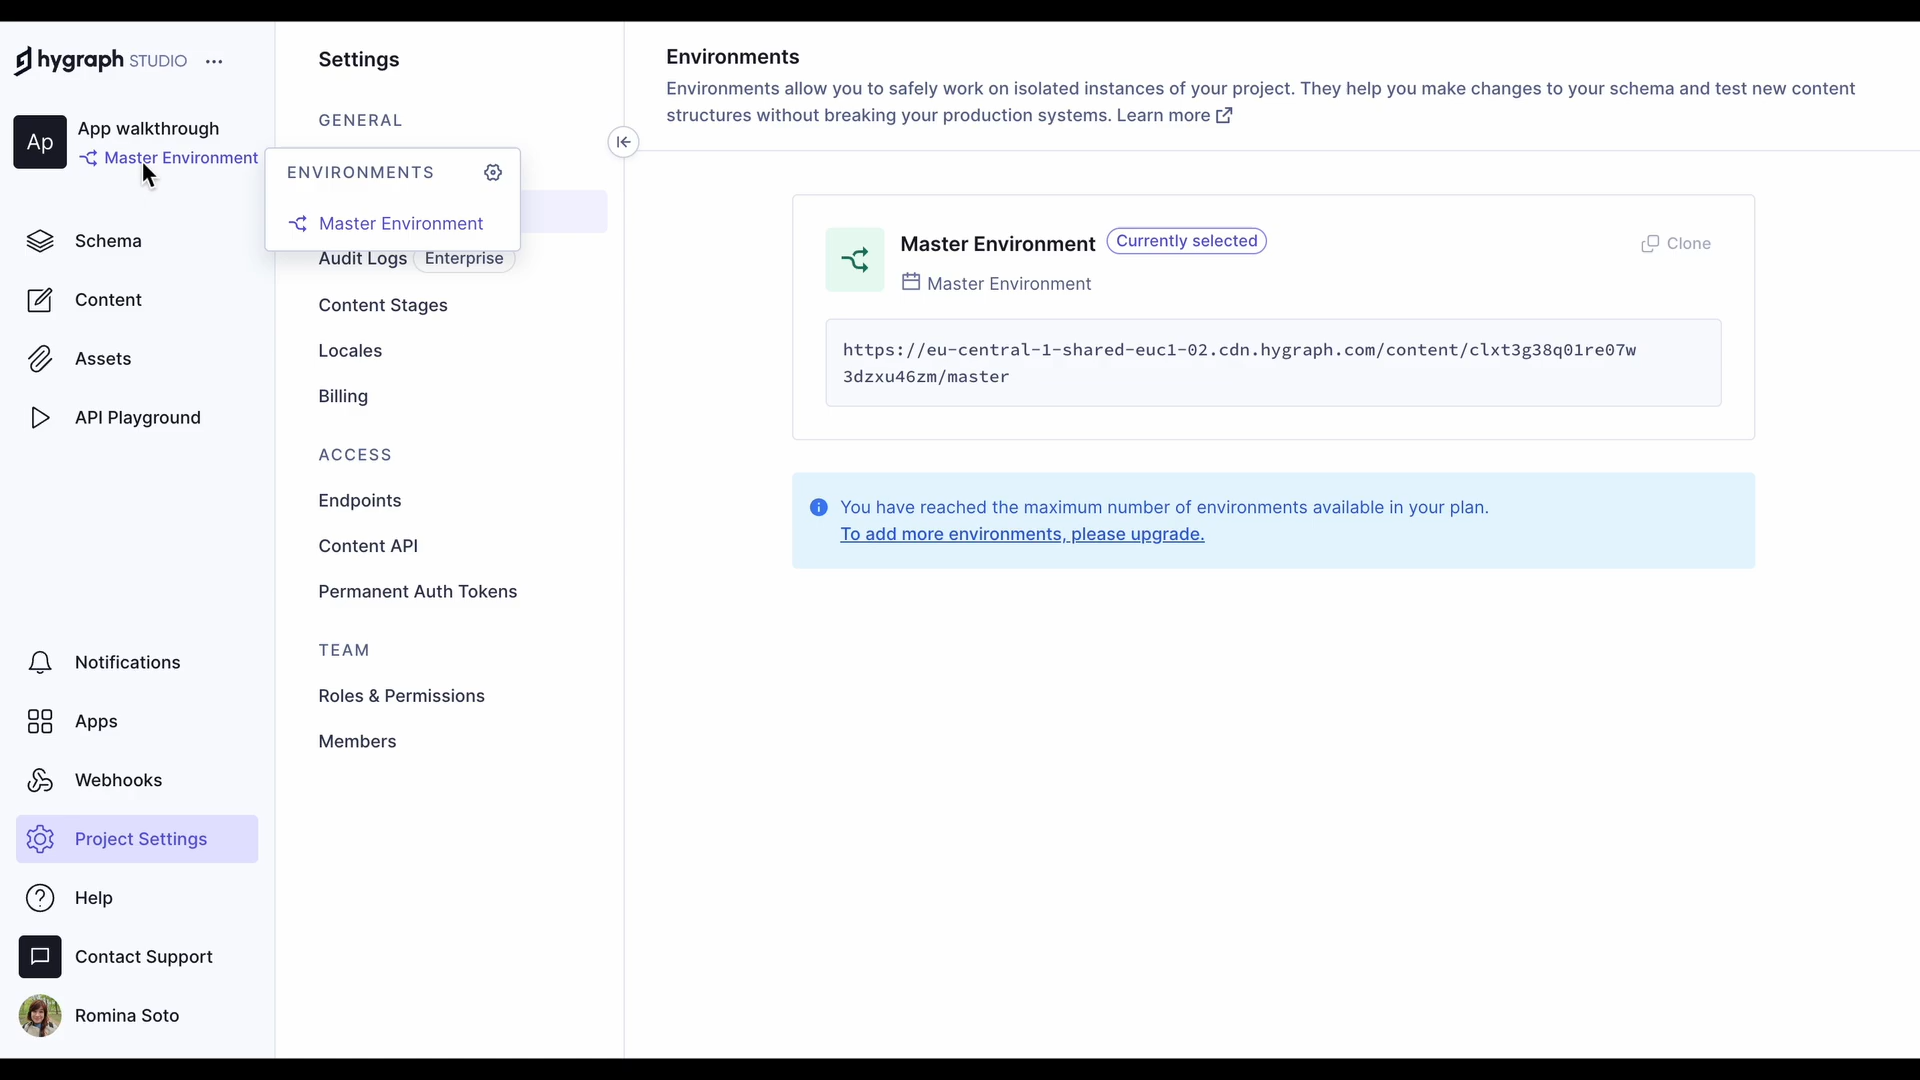 hygraph STUDIO ...
Ap
App walkthrough
Master Environment
Schema
Content
Assets
API Playground
Notifications
Apps
Webhooks
Project Settings
Help
Contact Support
Romina Soto
Settings
GENERAL
ENVIRONMENTS
Master Environment
Audit Logs Enterprise
Content Stages
Locales
Billing
ACCESS
Endpoints
Content API
Permanent Auth Tokens
TEAM
Roles & Permissions
Members
Environments
Environments allow you to safely work on isolated instances of your project. They help you make changes to your schema and test new content
structures without breaking your production systems. Learn more
Master Environment Currently selected
Clone
Master Environment
https://eu-central-1-shared-euc1-02.cdn.hygraph.com/content/clxt3g38q01re07w
3dzxu46zm/master
You have reached the maximum number of environments available in your plan.
To add more environments, please upgrade.